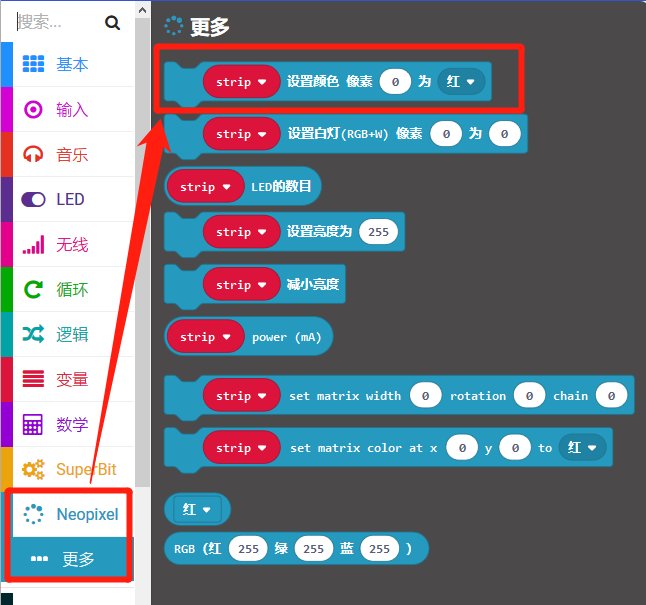 搜索...
基本
输入
音乐
LED
无线
循环
逻辑
变量
数学
SuperBit
Neopixel
更多
更多
strip 设置颜色 像素 0 为 红
strip 设置白灯(RGB+W) 像素 0 为 0
strip LED的数目
strip 设置亮度为 255
strip 减小亮度
strip power (mA)
strip set matrix width 0 rotation 0 chain 0
strip set matrix color at x 0 y 0 to 红
红
RGB (红 255 绿 255 蓝 255 )